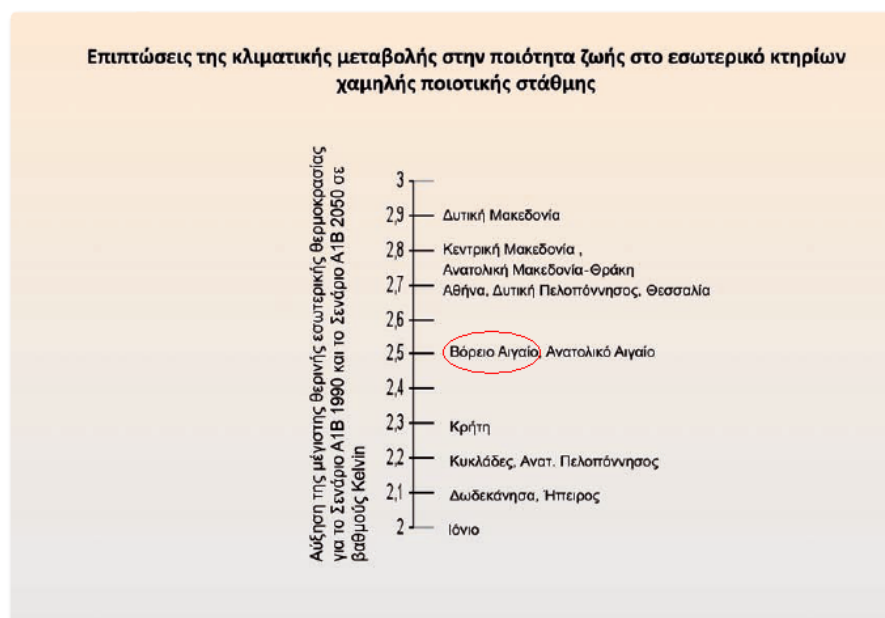 Επιπτώσεις της κλιματικής μεταβολής στην ποιότητα ζωής στο εσωτερικό κτηρίων
χαμηλής ποιοτικής στάθμης
Αύξηση της μέγιστης θερινής εσωτερικής θερμοκρασίας
για το Σενάριο Α1Β 1990 και το Σενάριο Α1Β 2050 σε
βαθμούς Kelvin
3
2,9 Δυτική Μακεδονία
2,8 Κεντρική Μακεδονία ,
Ανατολική Μακεδονία-Θράκη
2,7 Αθήνα, Δυτική Πελοπόννησος, Θεσσαλία
2,6
2,5 Βόρειο Αιγαίο, Ανατολικό Αιγαίο
2,4
2,3 Κρήτη
2,2 Κυκλάδες, Ανατ. Πελοπόννησος
2,1 Δωδεκάνησα, Ήπειρος
2 Ιόνιο